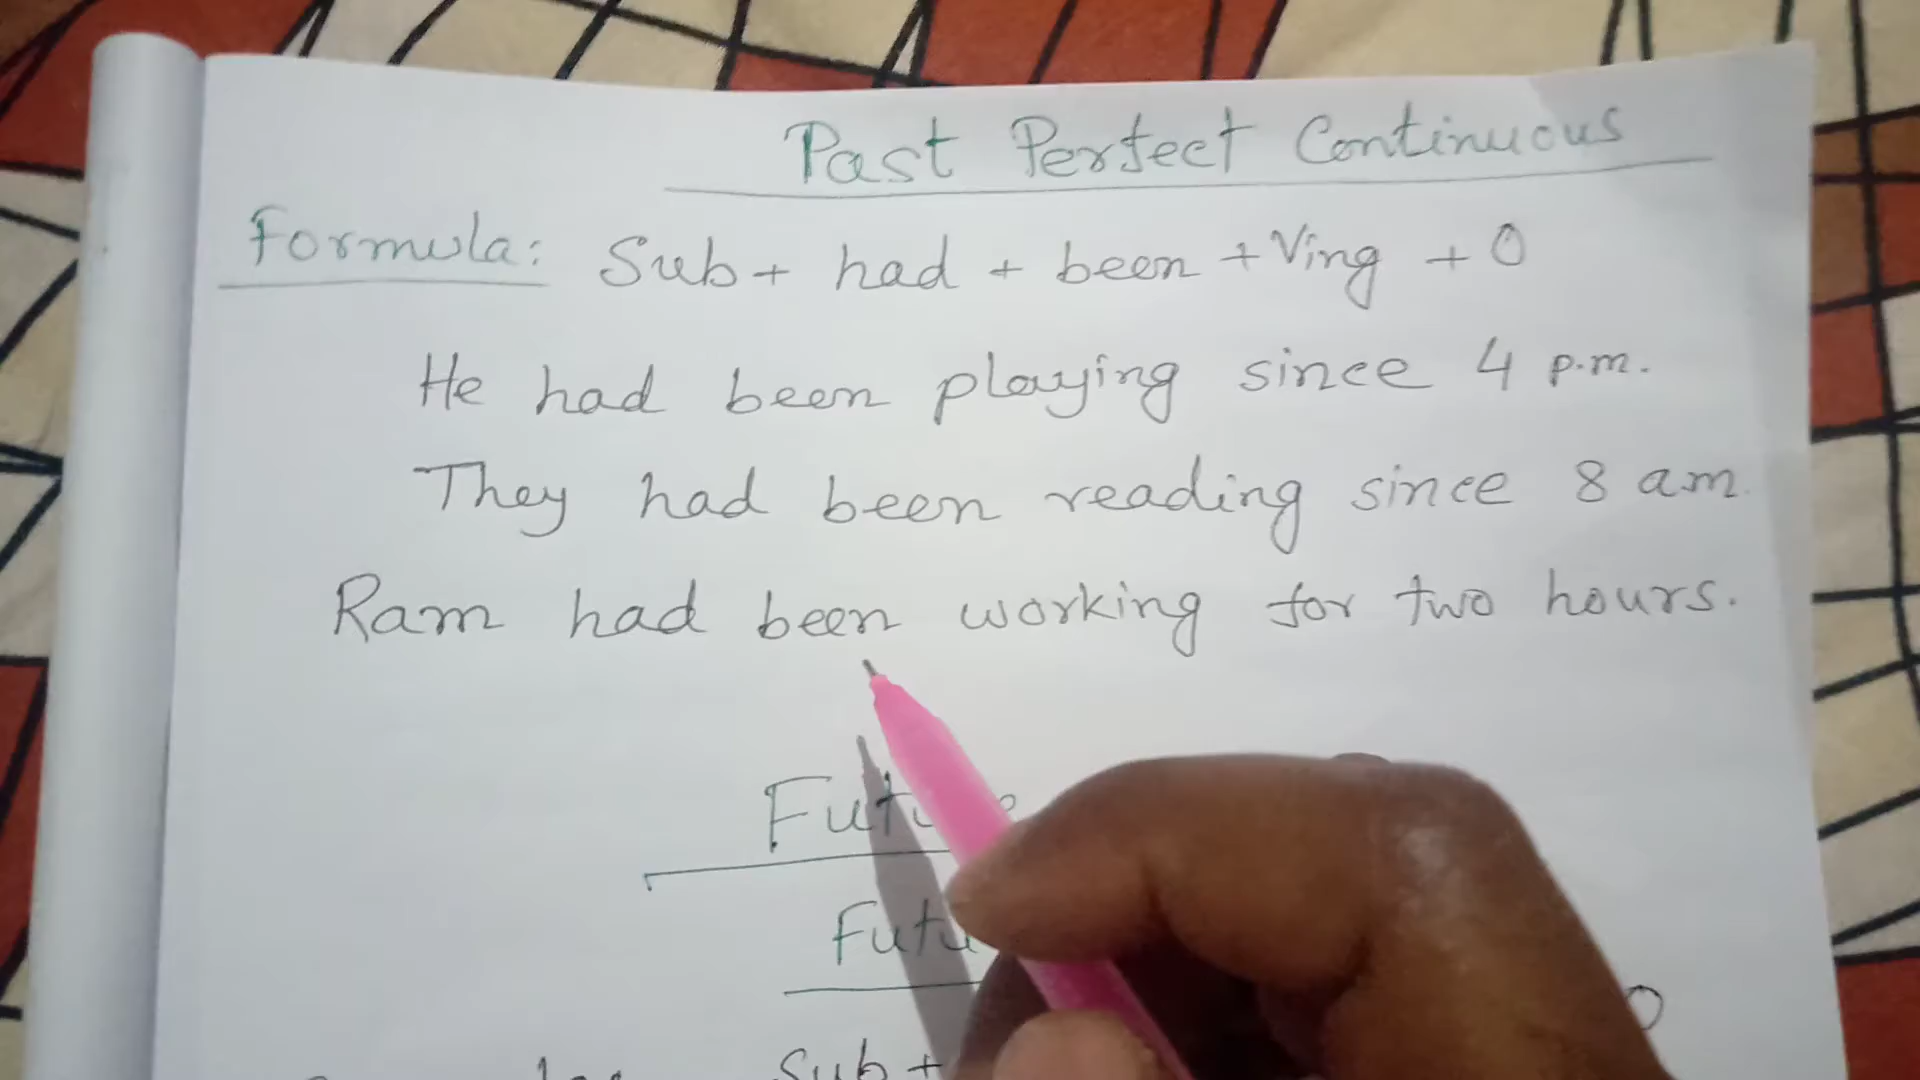 Past Perfect Continuous
Formula: Sub + had + been + Ving + O
He had been playing since 4 p.m.
They had been reading since 8 am.
Ram had been working for two hours.
Sub +